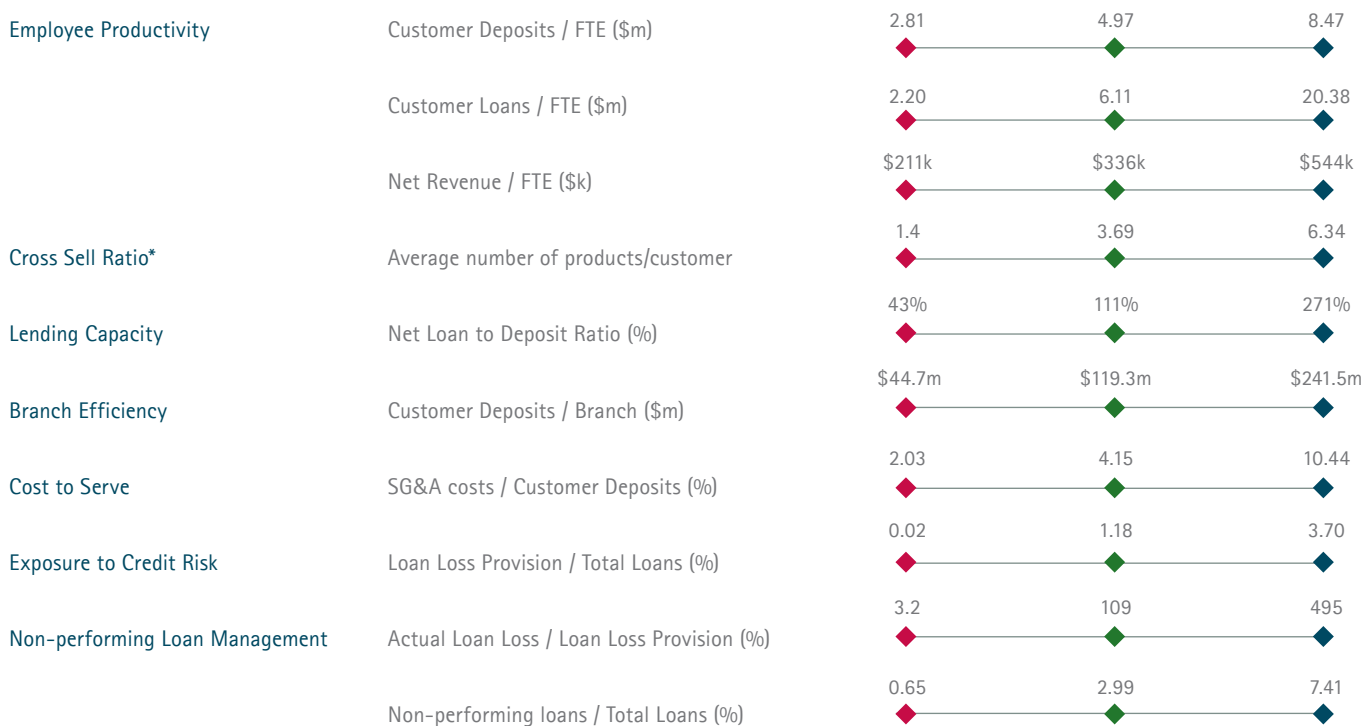 2.81 4.97 8.47
Employee Productivity Customer Deposits / FTE ($m)
2.20 6.11 20.38
Customer Loans / FTE ($m)
$211k $336k $544k
Net Revenue / FTE ($k)
1.4 3.69 6.34
Cross Sell Ratio* Average number of products/customer
43% 111% 271%
Lending Capacity Net Loan to Deposit Ratio (%)
$44.7m $119.3m $241.5m
Branch Efficiency Customer Deposits / Branch ($m)
2.03 4.15 10.44
Cost to Serve SG&A costs / Customer Deposits (%)
0.02 1.18 3.70
Exposure to Credit Risk Loan Loss Provision / Total Loans (%)
3.2 109 495
Non-performing Loan Management Actual Loan Loss / Loan Loss Provision (%)
0.65 2.99 7.41
Non-performing loans / Total Loans (%)